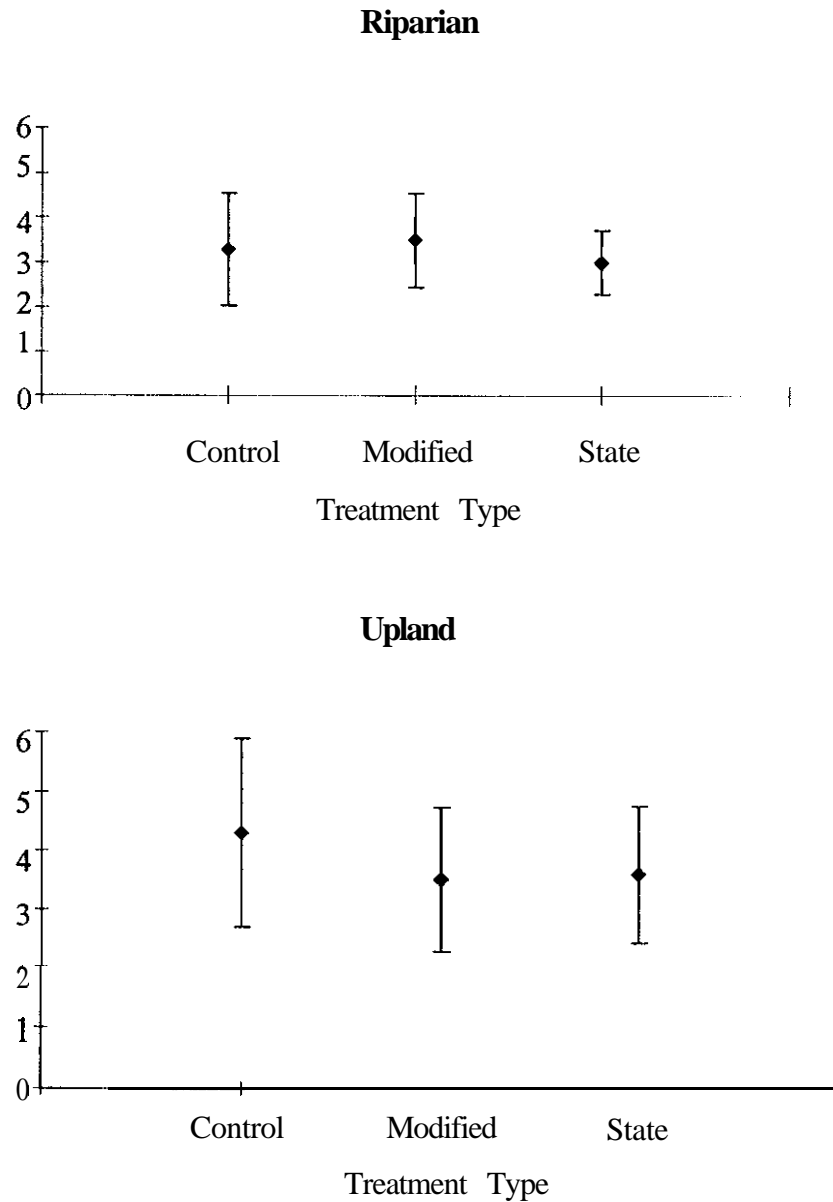 Riparian
6
5
4
3
2
1
0
Control Modified State
Treatment Type
Upland
6
5
4
3
2
1
0
Control Modified State
Treatment Type